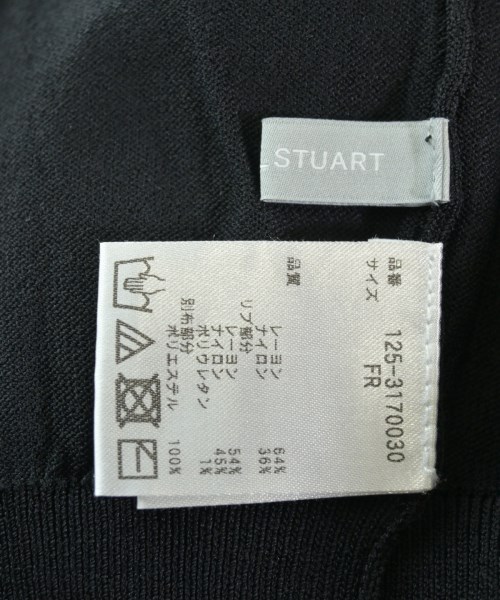 STUART
品番 125-3170030
サイズ FR
品質
レーヨン 64%
ナイロン 36%
リブ部分
レーヨン 54%
ナイロン 45%
ポリウレタン 1%
別布部分
ポリエステル 100%